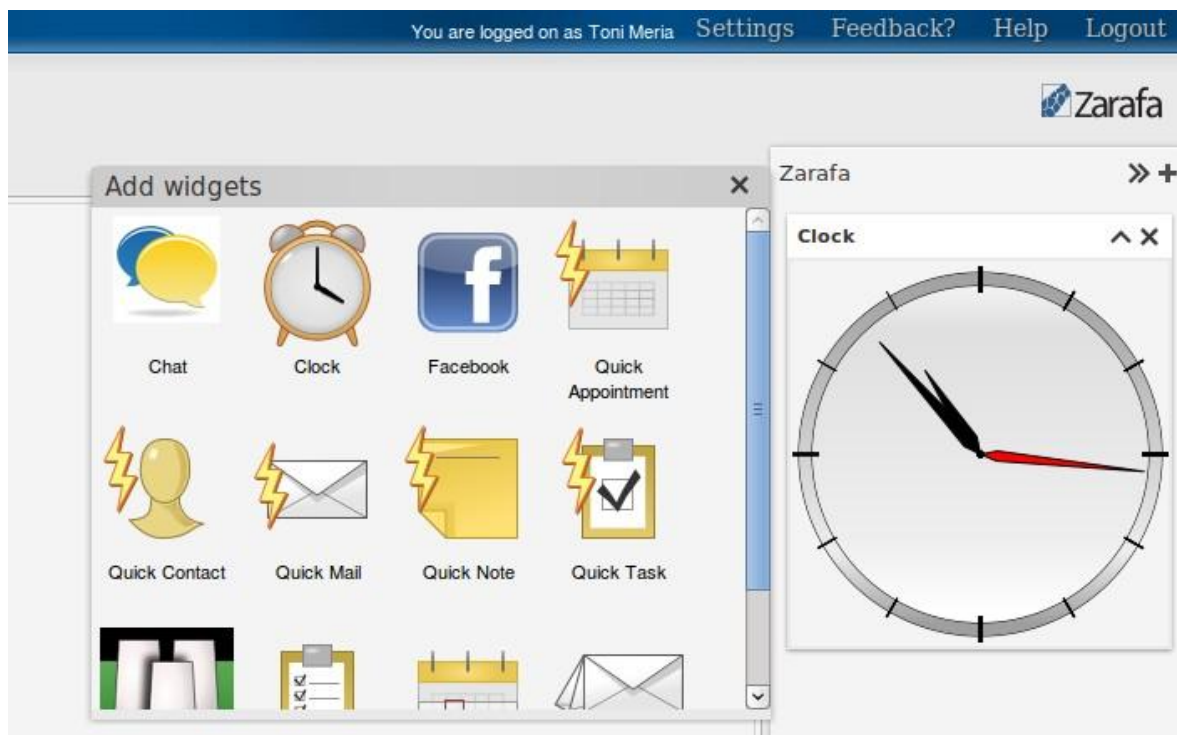 You are logged on as Toni Meria Settings Feedback? Help Logout
Zarafa
Add widgets
Zarafa
Clock
Chat
Clock
Facebook
Quick
Appointment
Quick Contact
Quick Mail
Quick Note
Quick Task